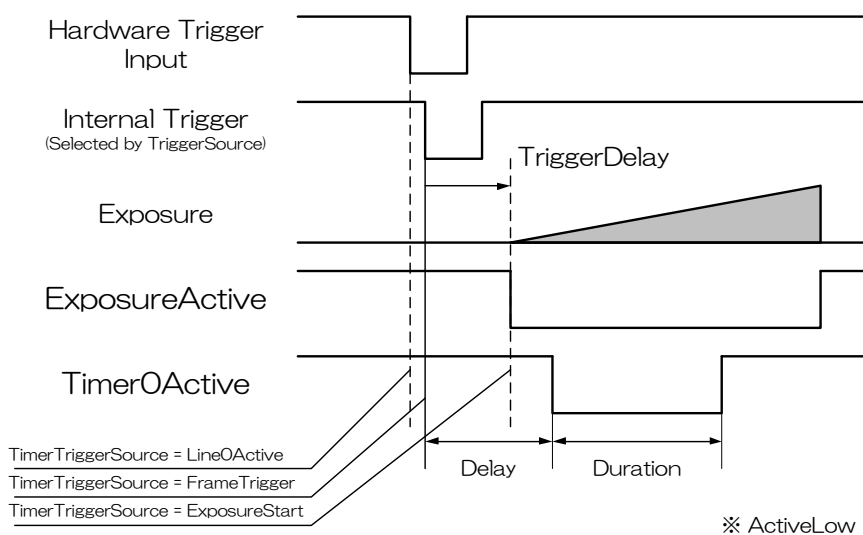 Hardware Trigger
Input
Internal Trigger
(Selected by TriggerSource)
TriggerDelay
Exposure
ExposureActive
Timer0Active
TimerTriggerSource = Line0Active
TimerTriggerSource = FrameTrigger
TimerTriggerSource = ExposureStart
Delay
Duration
※ ActiveLow